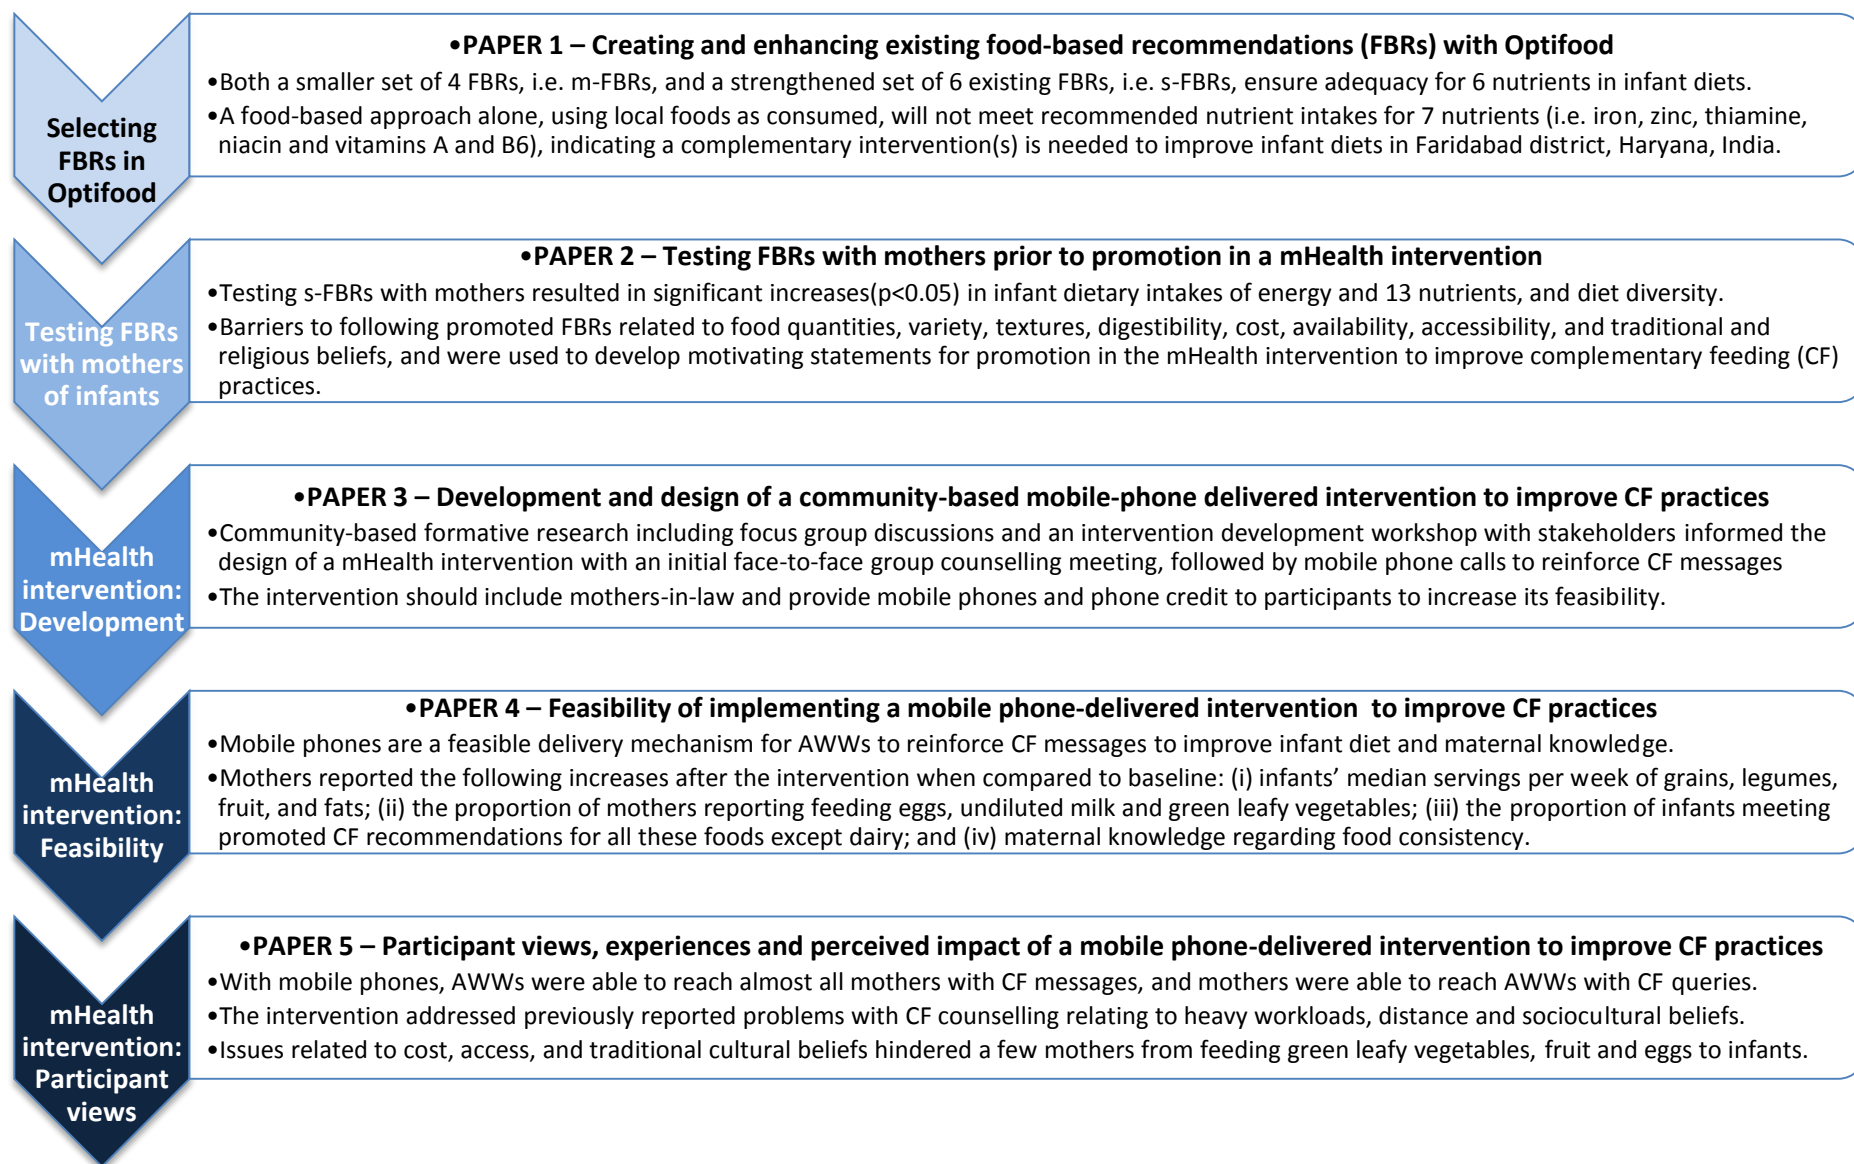 Selecting
FBRs in
Optifood
•PAPER 1 – Creating and enhancing existing food-based recommendations (FBRs) with Optifood
•Both a smaller set of 4 FBRs, i.e. m-FBRs, and a strengthened set of 6 existing FBRs, i.e. s-FBRs, ensure adequacy for 6 nutrients in infant diets.
•A food-based approach alone, using local foods as consumed, will not meet recommended nutrient intakes for 7 nutrients (i.e. iron, zinc, thiamine,
niacin and vitamins A and B6), indicating a complementary intervention(s) is needed to improve infant diets in Faridabad district, Haryana, India.
Testing FBRs
with mothers
of infants
•PAPER 2 – Testing FBRs with mothers prior to promotion in a mHealth intervention
•Testing s-FBRs with mothers resulted in significant increases(p<0.05) in infant dietary intakes of energy and 13 nutrients, and diet diversity.
•Barriers to following promoted FBRs related to food quantities, variety, textures, digestibility, cost, availability, accessibility, and traditional and
religious beliefs, and were used to develop motivating statements for promotion in the mHealth intervention to improve complementary feeding (CF)
practices.
mHealth
intervention:
Development
•PAPER 3 – Development and design of a community-based mobile-phone delivered intervention to improve CF practices
•Community-based formative research including focus group discussions and an intervention development workshop with stakeholders informed the
design of a mHealth intervention with an initial face-to-face group counselling meeting, followed by mobile phone calls to reinforce CF messages
•The intervention should include mothers-in-law and provide mobile phones and phone credit to participants to increase its feasibility.
mHealth
intervention:
Feasibility
•PAPER 4 – Feasibility of implementing a mobile phone-delivered intervention to improve CF practices
•Mobile phones are a feasible delivery mechanism for AWWs to reinforce CF messages to improve infant diet and maternal knowledge.
•Mothers reported the following increases after the intervention when compared to baseline: (i) infants’ median servings per week of grains, legumes,
fruit, and fats; (ii) the proportion of mothers reporting feeding eggs, undiluted milk and green leafy vegetables; (iii) the proportion of infants meeting
promoted CF recommendations for all these foods except dairy; and (iv) maternal knowledge regarding food consistency.
mHealth
intervention:
Participant
views
•PAPER 5 – Participant views, experiences and perceived impact of a mobile phone-delivered intervention to improve CF practices
•With mobile phones, AWWs were able to reach almost all mothers with CF messages, and mothers were able to reach AWWs with CF queries.
•The intervention addressed previously reported problems with CF counselling relating to heavy workloads, distance and sociocultural beliefs.
•Issues related to cost, access, and traditional cultural beliefs hindered a few mothers from feeding green leafy vegetables, fruit and eggs to infants.